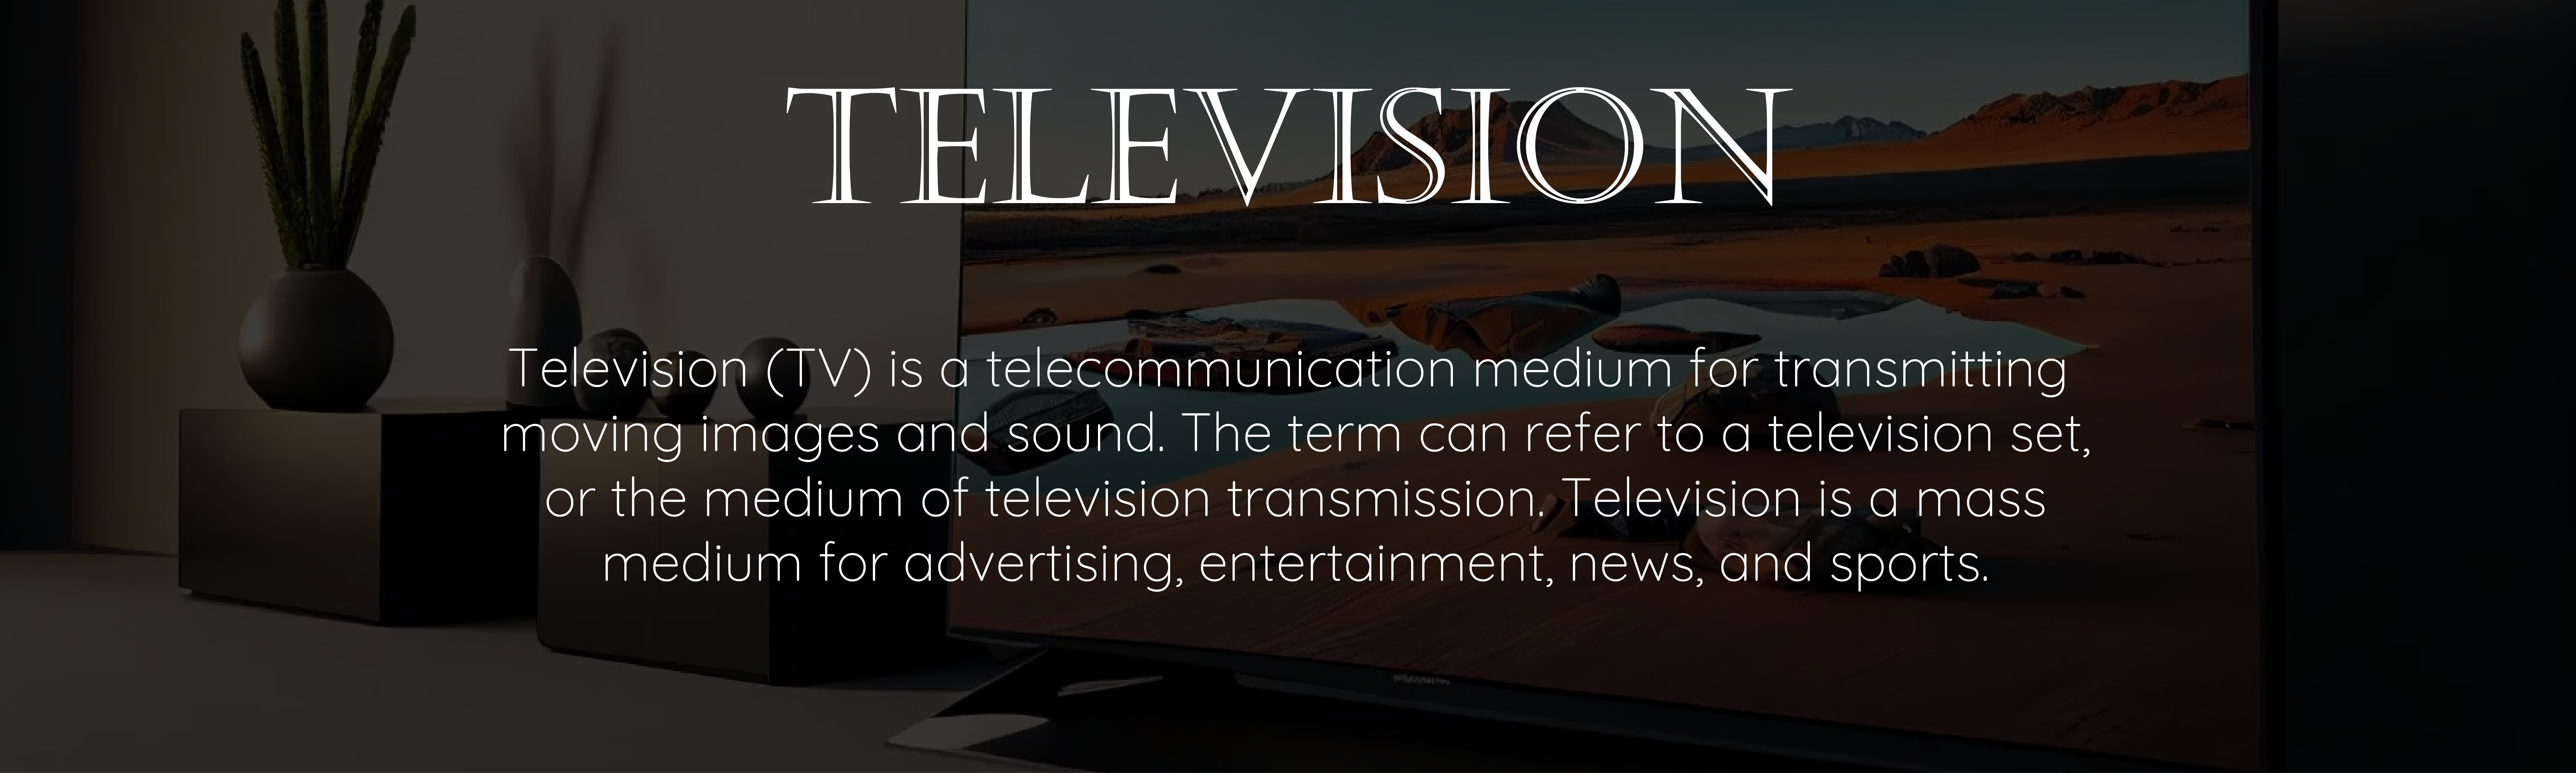 TELEVISION
Television (TV) is a telecommunication medium for transmitting
moving images and sound. The term can refer to a television set,
or the medium of television transmission. Television is a mass
medium for advertising, entertainment, news, and sports.